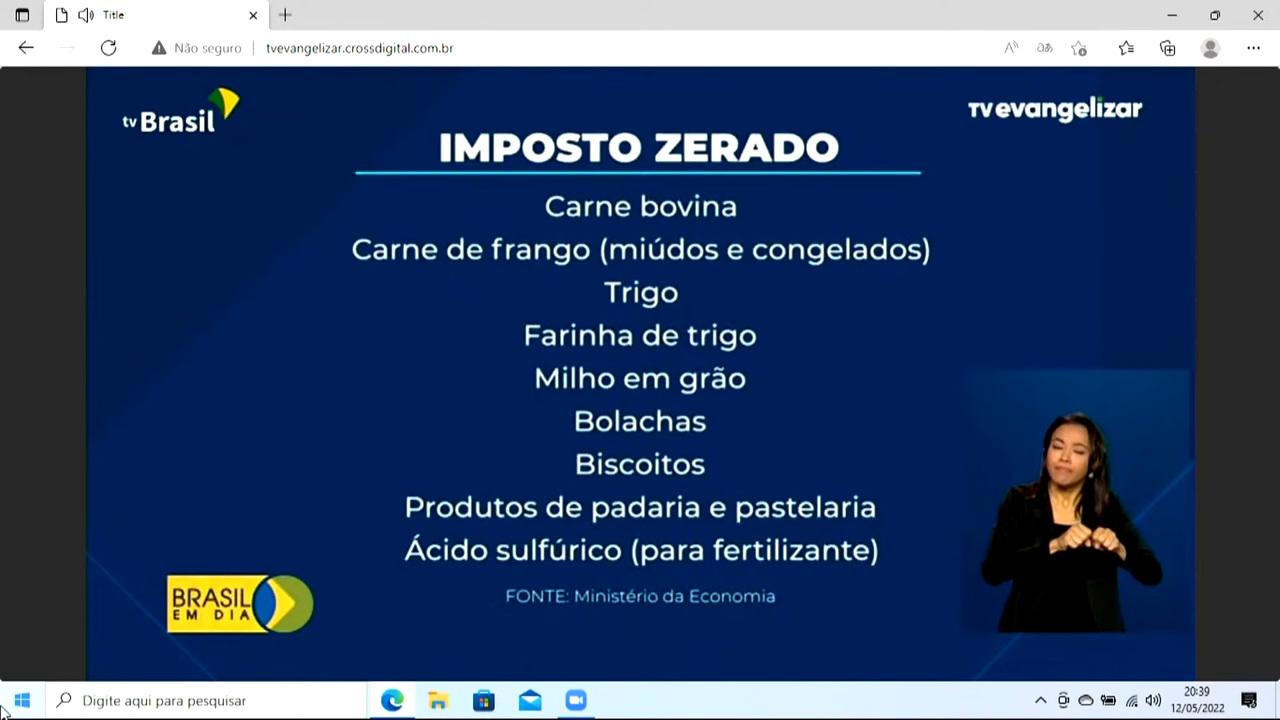 Title
Não seguro
tvevangelizar.crossdigital.com.br
tv Brasil
TV evangelizar
IMPOSTO ZERADO
Carne bovina
Carne de frango (miúdos e congelados)
Trigo
Farinha de trigo
Milho em grão
Bolachas
Biscoitos
Produtos de padaria e pastelaria
Ácido sulfúrico (para fertilizante)
FONTE: Ministério da Economia
BRASIL
EM DIA
Digite aqui para pesquisar
20:39
12/05/2022